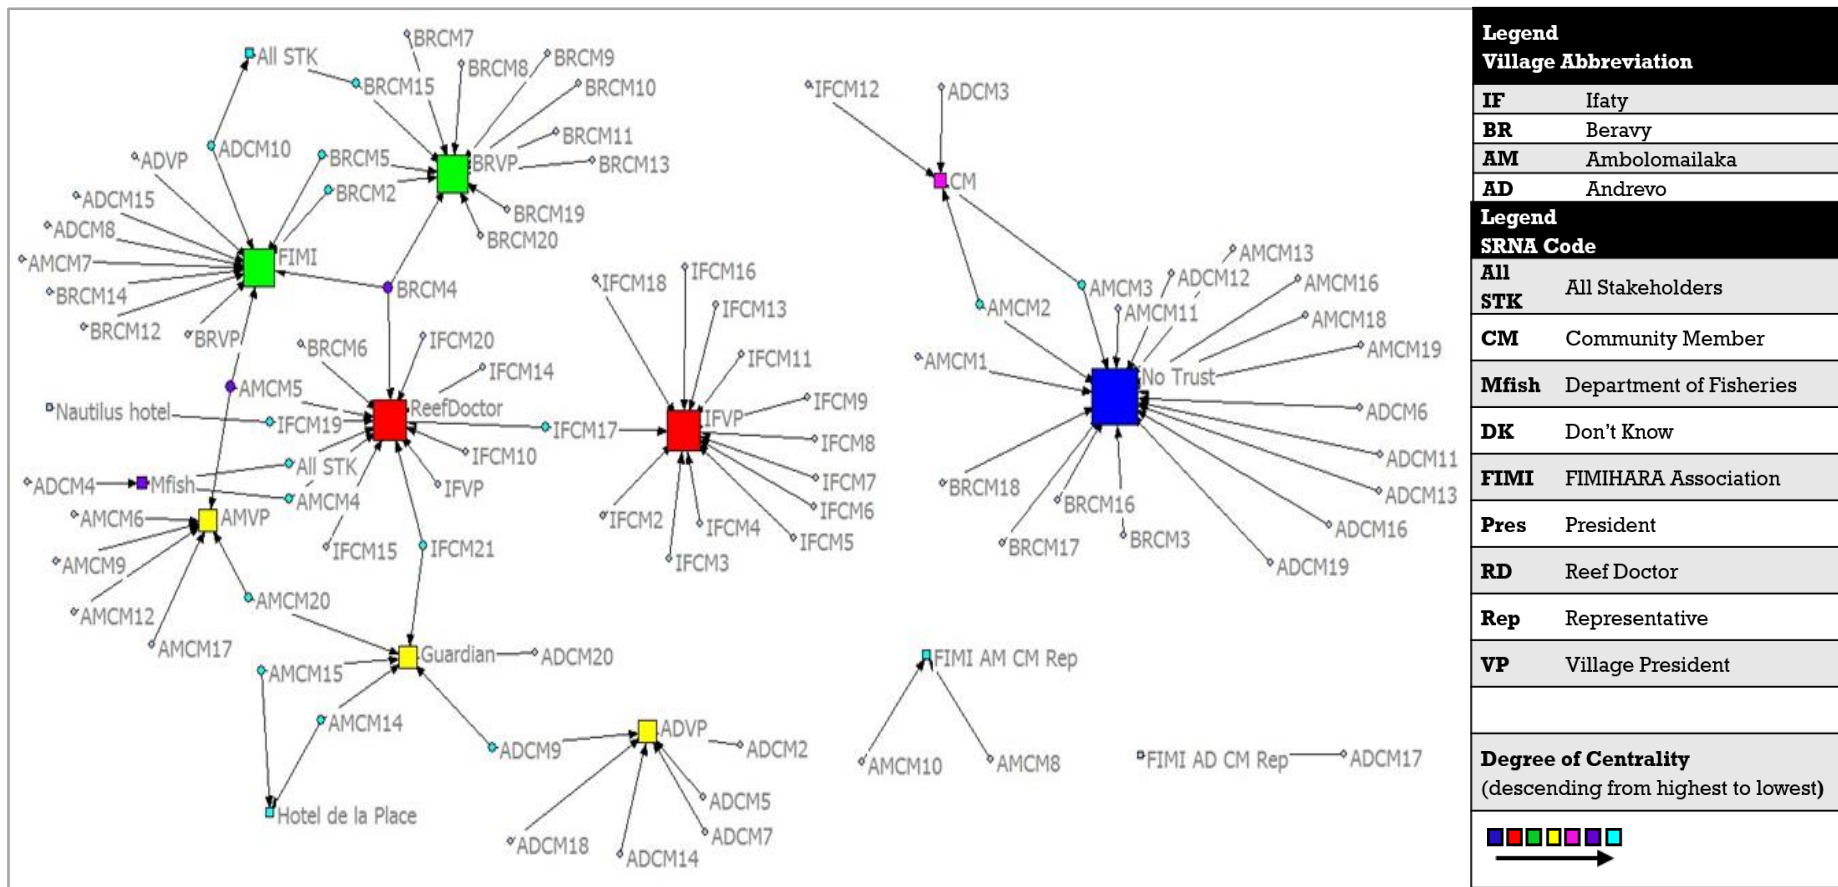 All STK
BRCM7
BRCM8
BRCM9
BRCM15
BRCM10
BRCM11
ADCM10
BRCM5
BRVP
BRCM13
ADVP
BRCM2
ADCM15
BRCM19
ADCM8
BRCM20
FIMI
AMCM7
BRCM4
BRCM14
BRCM12
BRVP
BRCM6
IFCM20
IFCM14
AMCM5
Nautilus hotel
IFCM19
ReefDoctor
IFCM17
IFCM10
All STK
ADCM4
Mfish
AMCM4
IFVP
AMCM6
AMVP
IFCM15
IFCM21
AMCM9
AMCM12
AMCM20
AMCM17
AMCM15
Guardian
ADCM20
AMCM14
ADCM9
ADVP
ADCM2
ADCM5
ADCM7
ADCM18
ADCM14
Hotel de la Place
IFCM18
IFCM16
IFCM13
IFCM11
IFVP
IFCM9
IFCM8
IFCM7
IFCM6
IFCM5
IFCM4
IFCM2
IFCM3
IFCM12
ADCM3
CM
AMCM13
ADCM12
AMCM3
AMCM16
AMCM2
AMCM11
AMCM18
AMCM1
AMCM19
No Trust
ADCM6
ADCM11
BRCM18
BRCM16
ADCM13
BRCM17
BRCM3
ADCM16
ADCM19
FIMI AM CM Rep
AMCM10
AMCM8
FIMI AD CM Rep
ADCM17
Legend
Village Abbreviation
IF Ifaty
BR Beravy
AM Ambolomailaka
AD Andrevo
Legend
SRNA Code
All
STK All Stakeholders
CM Community Member
Mfish Department of Fisheries
DK Don't Know
FIMI FIMIHARA Association
Pres President
RD Reef Doctor
Rep Representative
VP Village President
Degree of Centrality
(descending from highest to lowest)